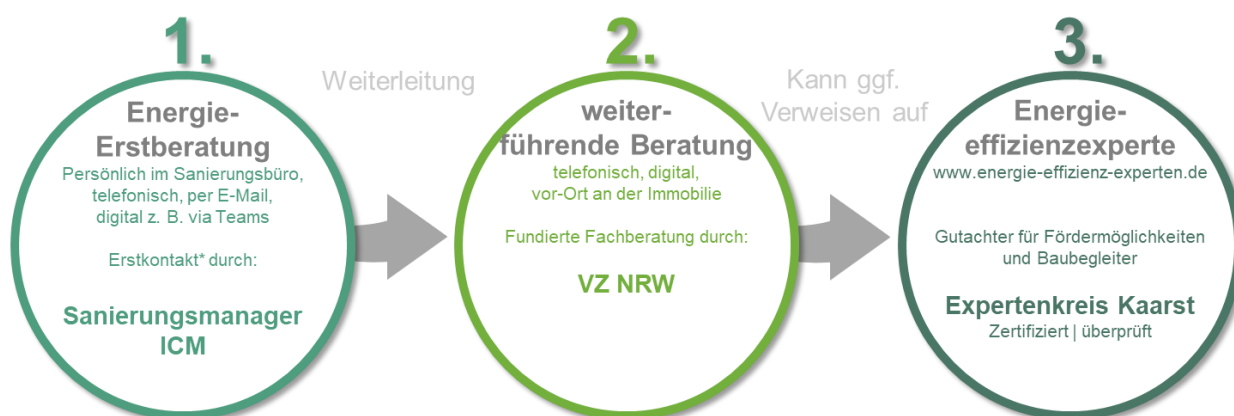 1.
Energie-
Erstberatung
Persönlich im Sanierungsbüro,
telefonisch, per E-Mail,
digital z. B. via Teams
Erstkontakt* durch:
Sanierungsmanager
ICM
Weiterleitung
2.
weiter-
führende Beratung
telefonisch, digital,
vor-Ort an der Immobilie
Fundierte Fachberatung durch:
VZ NRW
Kann ggf.
Verweisen auf
3.
Energie-
effizienzexperte
www.energie-effizienz-experten.de
Gutachter für Fördermöglichkeiten
und Baubegleiter
Expertenkreis Kaarst
Zertifiziert | überprüft